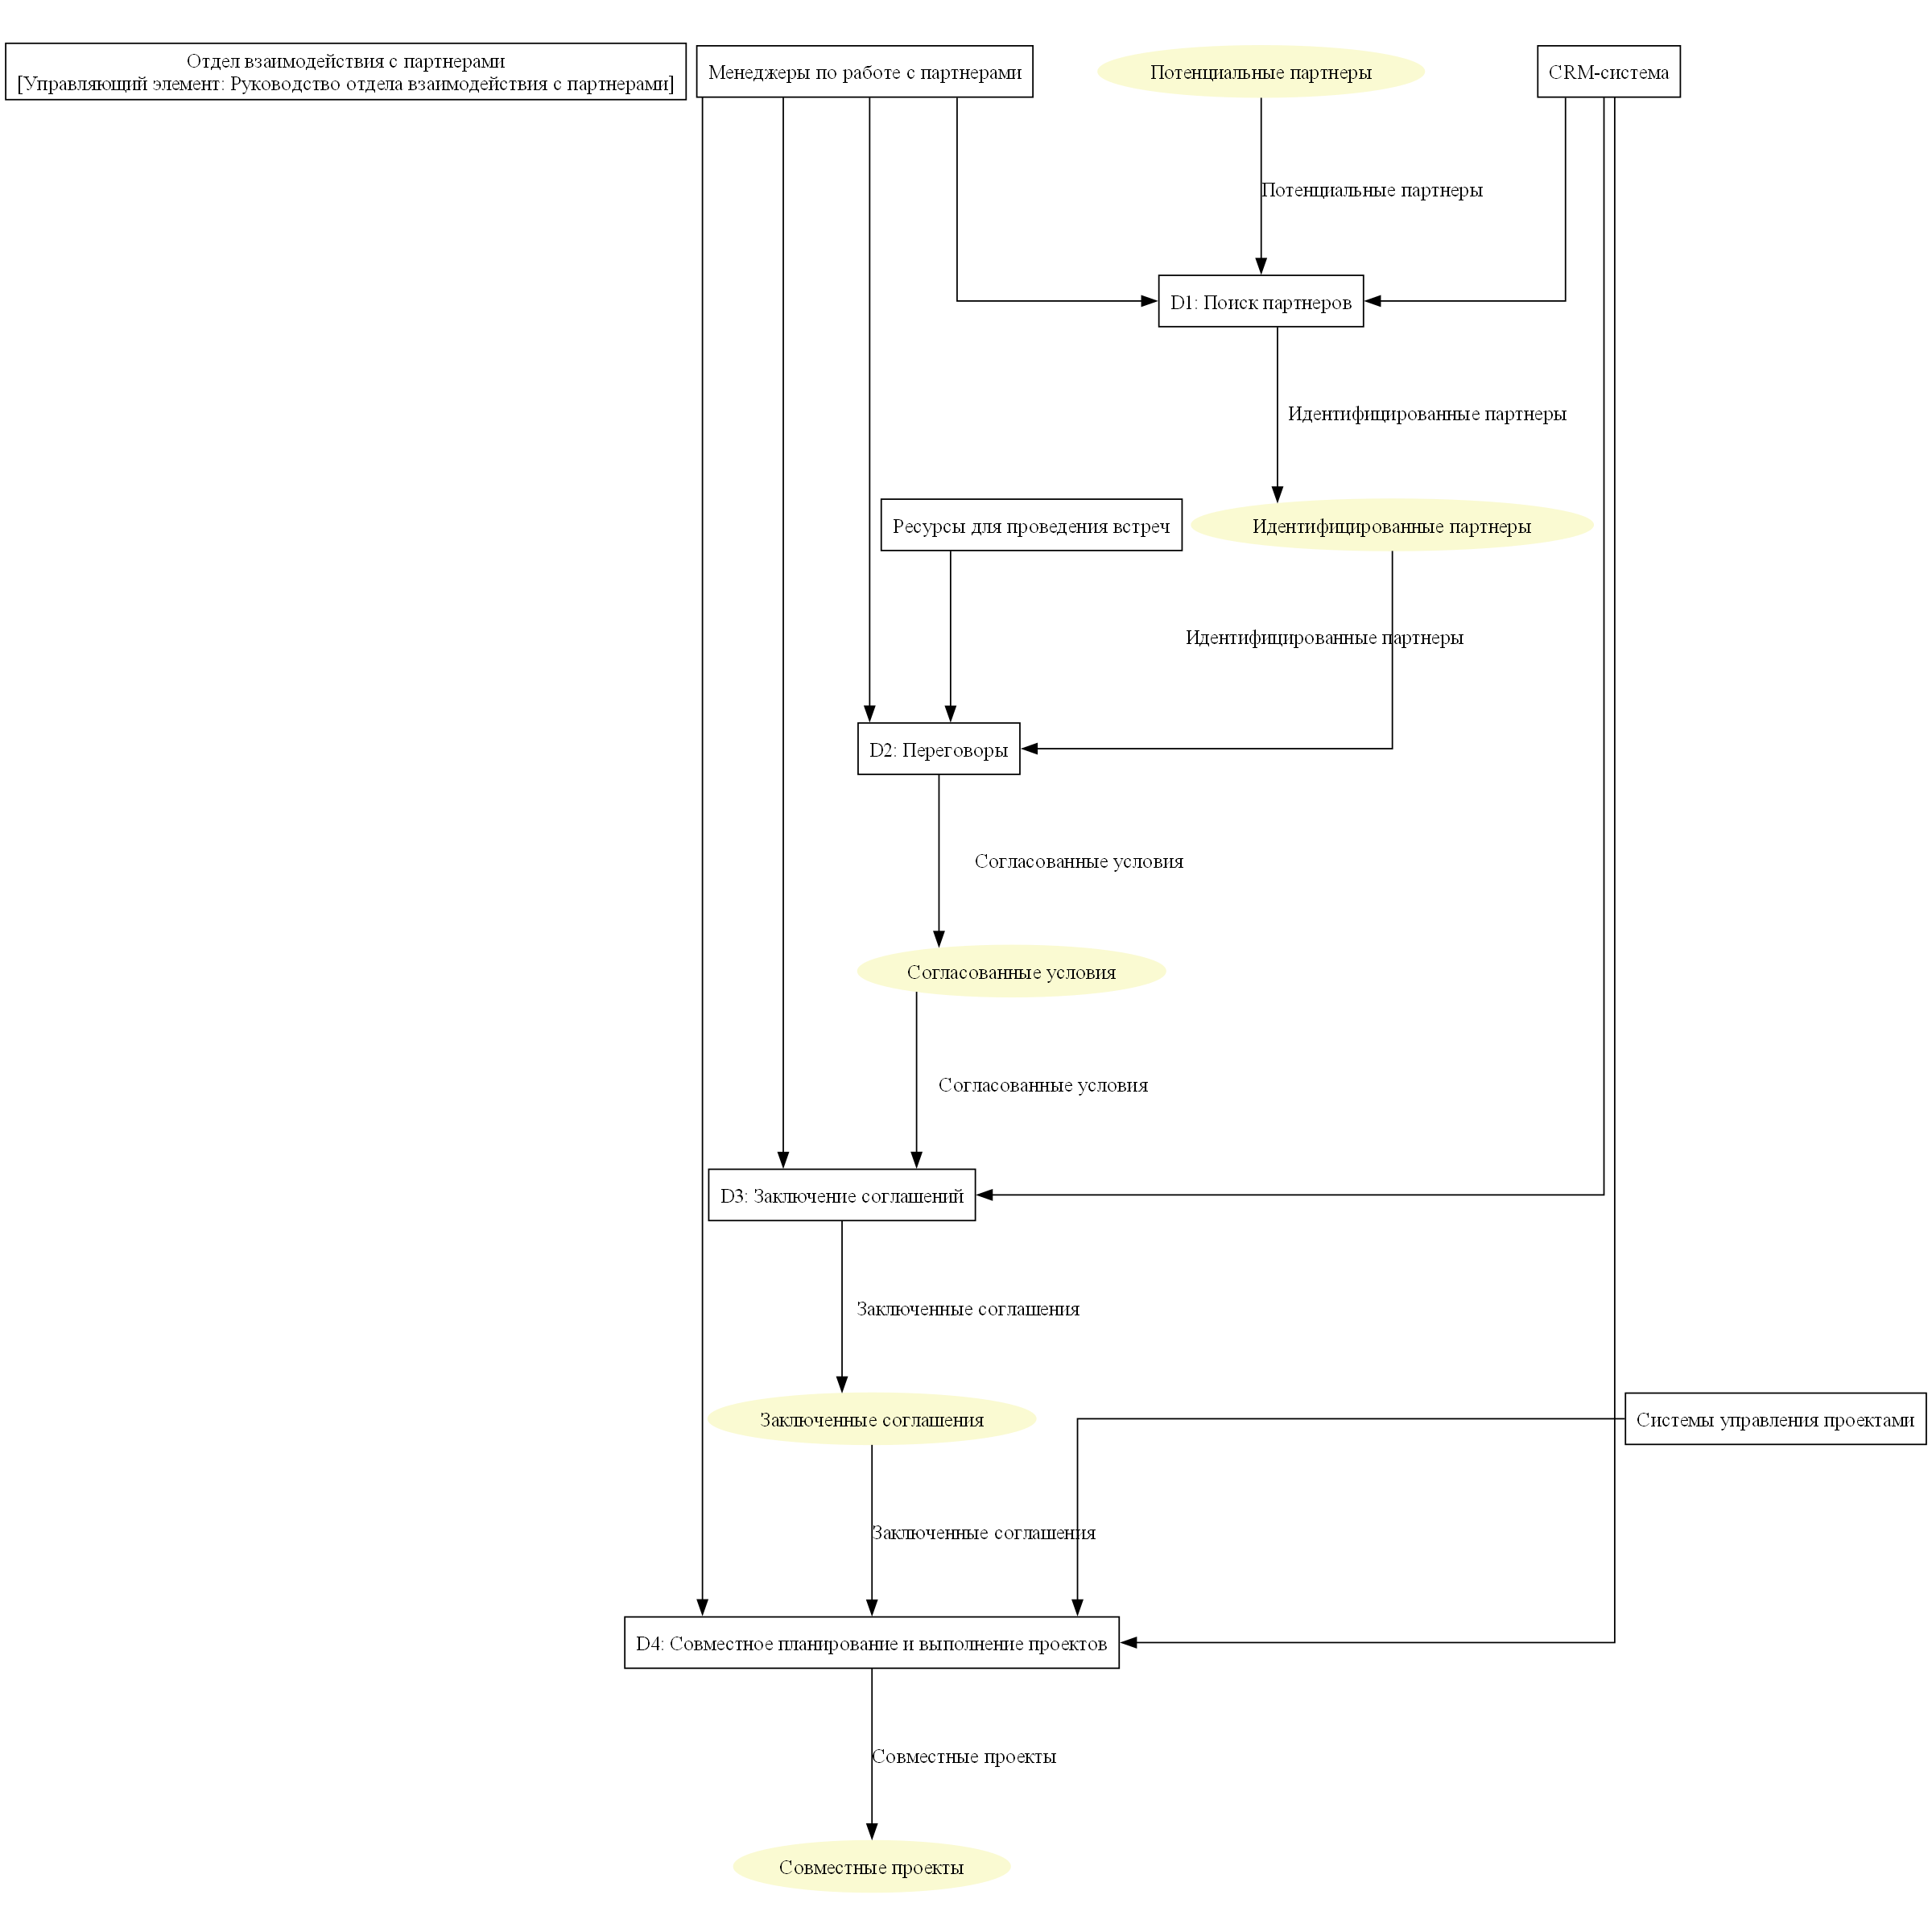 Отдел взаимодействия с партнерами
[Управляющий элемент: Руководство отдела взаимодействия с партнерами]
Менеджеры по работе с партнерами
Потенциальные партнеры
CRM-система
Потенциальные партнеры
D1: Поиск партнеров
Идентифицированные партнеры
Ресурсы для проведения встреч
Идентифицированные партнеры
Идентифицированные партнеры
D2: Переговоры
Согласованные условия
Согласованные условия
Согласованные условия
D3: Заключение соглашений
Заключенные соглашения
Заключенные соглашения
Системы управления проектами
Заключенные соглашения
D4: Совместное планирование и выполнение проектов
Совместные проекты
Совместные проекты